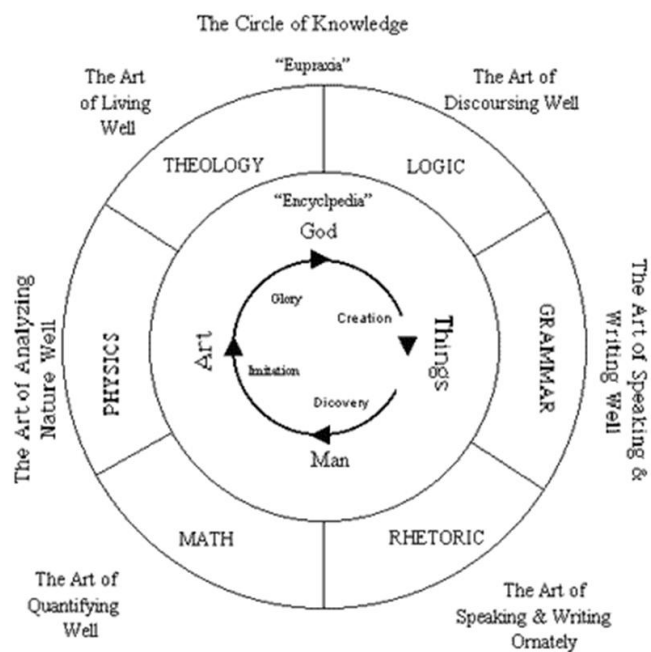 The Circle of Knowledge
"Eupraxia"
The Art
of Living
Well
The Art of
Discoursing Well
THEOLOGY
LOGIC
"Encyclpedia"
God
Glory
Creation
The Art of Analyzing
Nature Well
PHYSICS
Art
Things
GRAMMAR
The Art of Speaking &
Writing Well
Imitation
Dicovery
Man
MATH
RHETORIC
The Art of
Quantifying
Well
The Art of
Speaking & Writing
Ornately